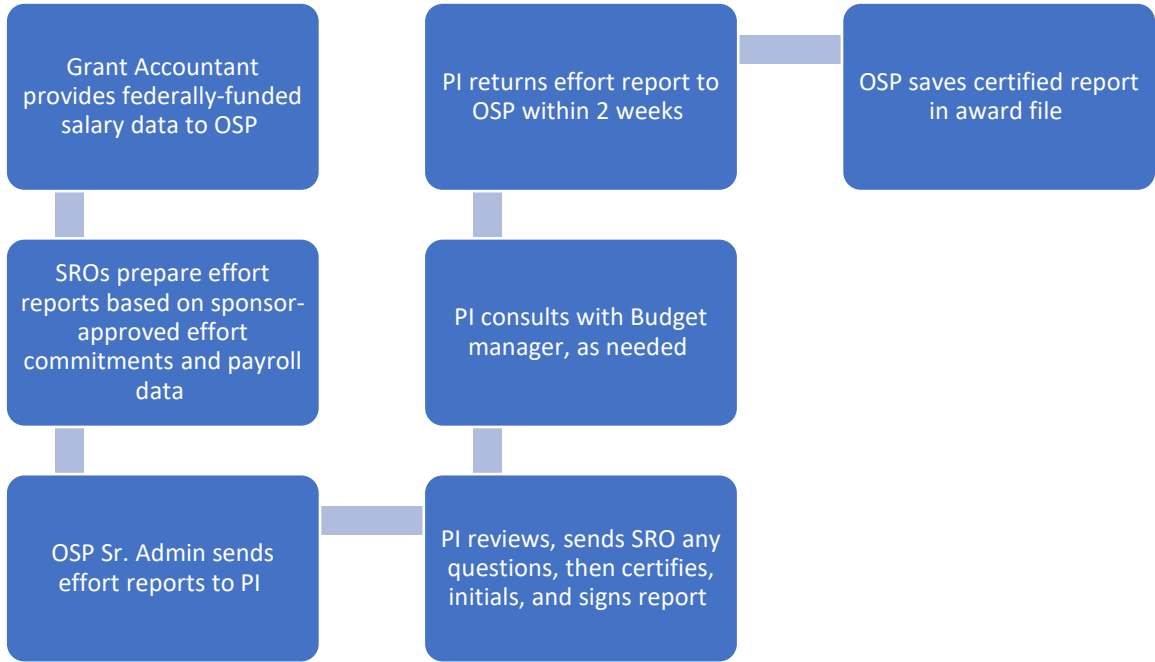 Grant Accountant
provides federally-funded
salary data to OSP
SROs prepare effort
reports based on sponsor-
approved effort
commitments and payroll
data
OSP Sr. Admin sends
effort reports to PI
PI reviews, sends SRO any
questions, then certifies,
initials, and signs report
PI consults with Budget
manager, as needed
PI returns effort report to
OSP within 2 weeks
OSP saves certified report
in award file